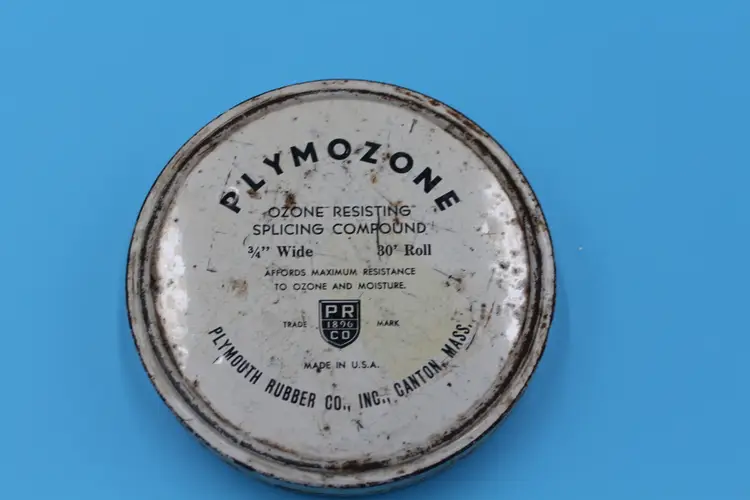 PLYMOZONE
OZONE RESISTING
SPLICING COMPOUND
¾" Wide 30' Roll
AFFORDS MAXIMUM RESISTANCE
TO OZONE AND MOISTURE.
TRADE PR 1896 CO MARK
MADE IN U.S.A.
PLYMOUTH RUBBER CO., INC., CANTON, MASS.